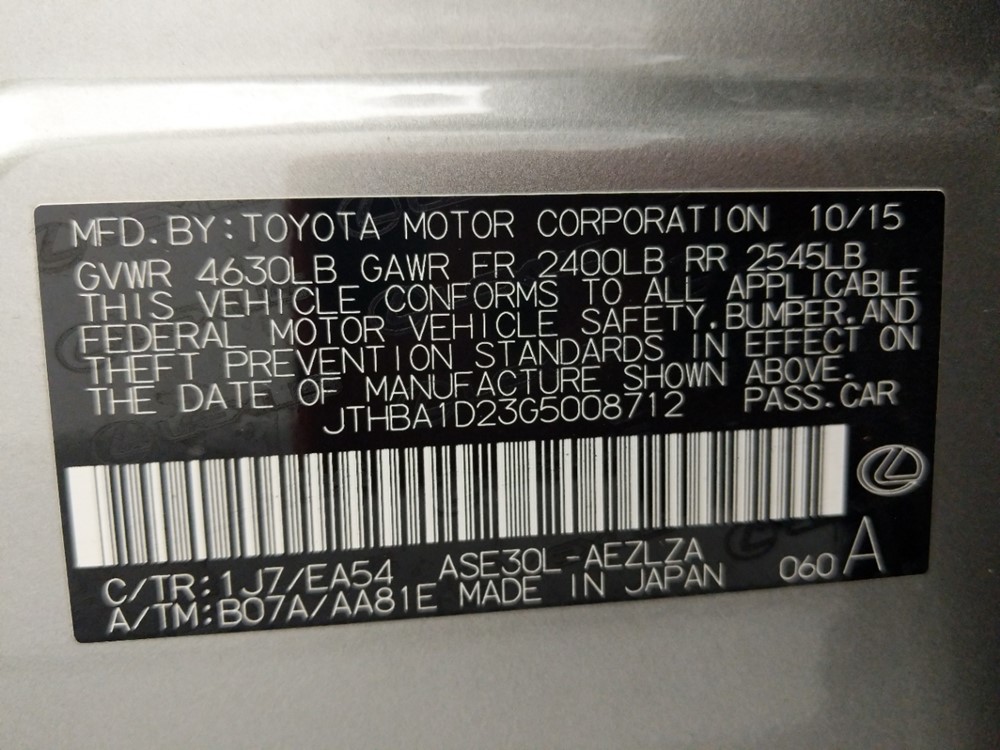 MFD.BY:TOYOTA MOTOR CORPORATION 10/15
GVWR 4630LB GAWR FR 2400LB RR 2545LB
THIS VEHICLE CONFORMS TO ALL APPLICABLE
FEDERAL MOTOR VEHICLE SAFETY,BUMPER,AND
THEFT PREVENTION STANDARDS IN EFFECT ON
THE DATE OF MANUFACTURE SHOWN ABOVE.
JTHBA1D23G5008712 PASS.CAR
C/TR:1J7/EA54 ASE30L-AEZLZA
A/TM:B07A/AA81E MADE IN JAPAN 060 A